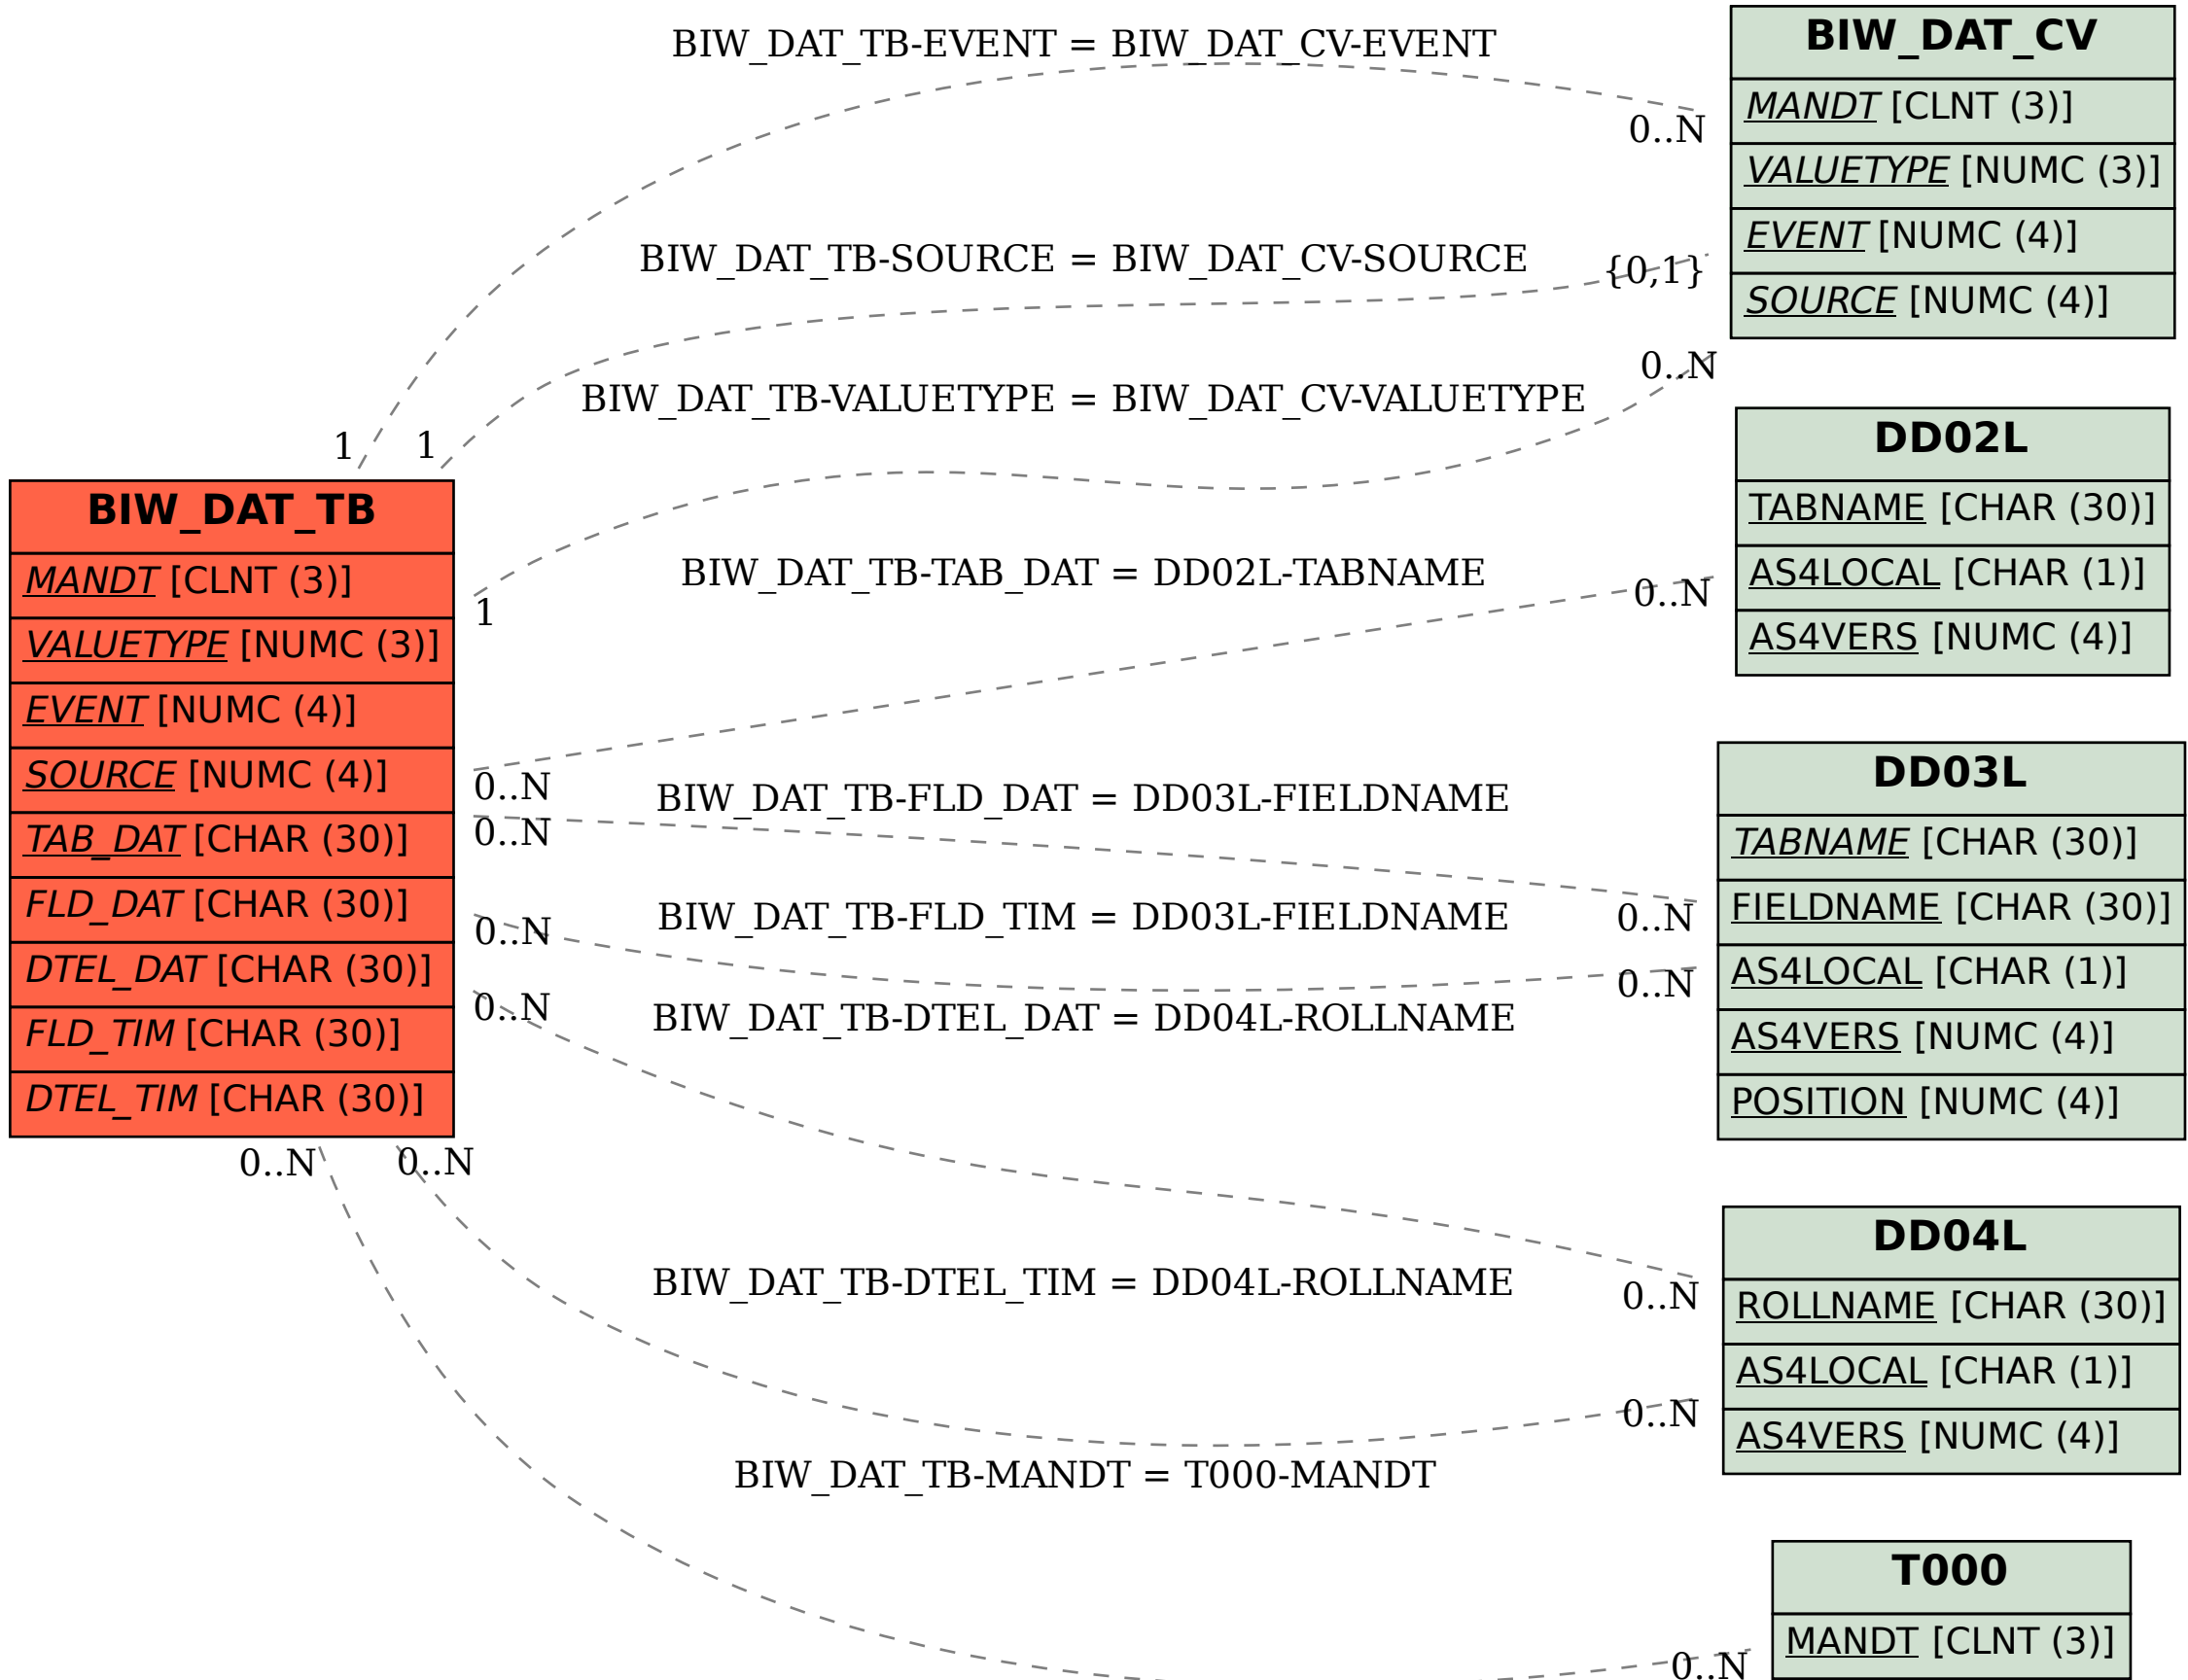 BIW_DAT_TB-EVENT = BIW_DAT_CV-EVENT
1
0..N
BIW_DAT_TB-SOURCE = BIW_DAT_CV-SOURCE
1
{0,1}
BIW_DAT_TB-VALUETYPE = BIW_DAT_CV-VALUETYPE
1
0..N
BIW_DAT_TB-TAB_DAT = DD02L-TABNAME
0..N
0..N
BIW_DAT_TB-FLD_DAT = DD03L-FIELDNAME
0..N
0..N
BIW_DAT_TB-FLD_TIM = DD03L-FIELDNAME
0..N
0..N
BIW_DAT_TB-DTEL_DAT = DD04L-ROLLNAME
0..N
0..N
BIW_DAT_TB-DTEL_TIM = DD04L-ROLLNAME
0..N
0..N
BIW_DAT_TB-MANDT = T000-MANDT
0..N
0..N
BIW_DAT_TB
MANDT [CLNT (3)]
VALUETYPE [NUMC (3)]
EVENT [NUMC (4)]
SOURCE [NUMC (4)]
TAB_DAT [CHAR (30)]
FLD_DAT [CHAR (30)]
DTEL_DAT [CHAR (30)]
FLD_TIM [CHAR (30)]
DTEL_TIM [CHAR (30)]
BIW_DAT_CV
MANDT [CLNT (3)]
VALUETYPE [NUMC (3)]
EVENT [NUMC (4)]
SOURCE [NUMC (4)]
DD02L
TABNAME [CHAR (30)]
AS4LOCAL [CHAR (1)]
AS4VERS [NUMC (4)]
DD03L
TABNAME [CHAR (30)]
FIELDNAME [CHAR (30)]
AS4LOCAL [CHAR (1)]
AS4VERS [NUMC (4)]
POSITION [NUMC (4)]
DD04L
ROLLNAME [CHAR (30)]
AS4LOCAL [CHAR (1)]
AS4VERS [NUMC (4)]
T000
MANDT [CLNT (3)]